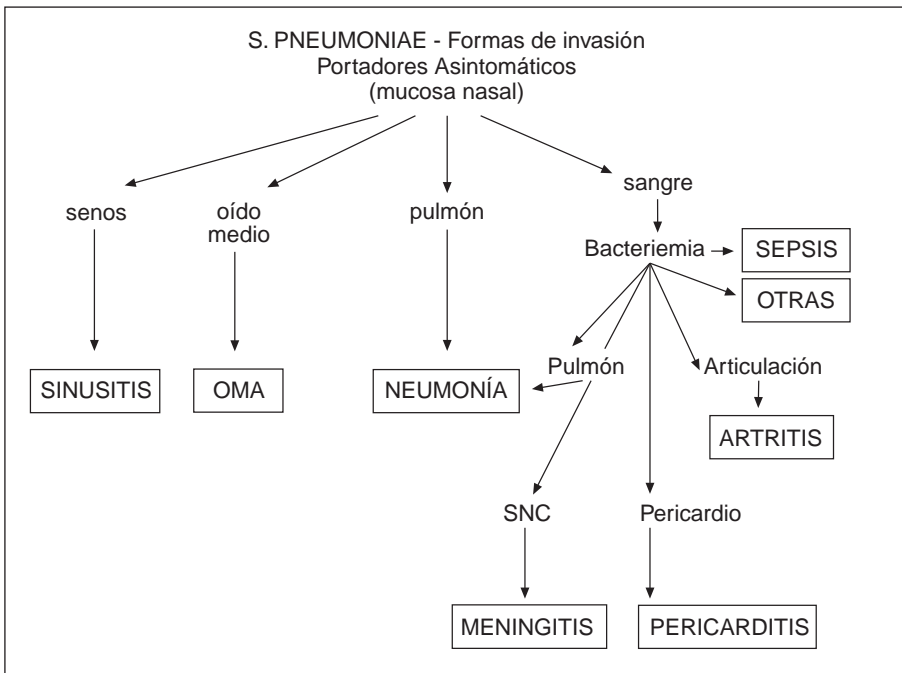 S. PNEUMONIAE - Formas de invasión
Portadores Asintomáticos
(mucosa nasal)
senos
oído
medio
pulmón
sangre
Bacteriemia
SEPSIS
OTRAS
Pulmón
Articulación
SINUSITIS
OMA
NEUMONÍA
ARTRITIS
SNC
Pericardio
MENINGITIS
PERICARDITIS